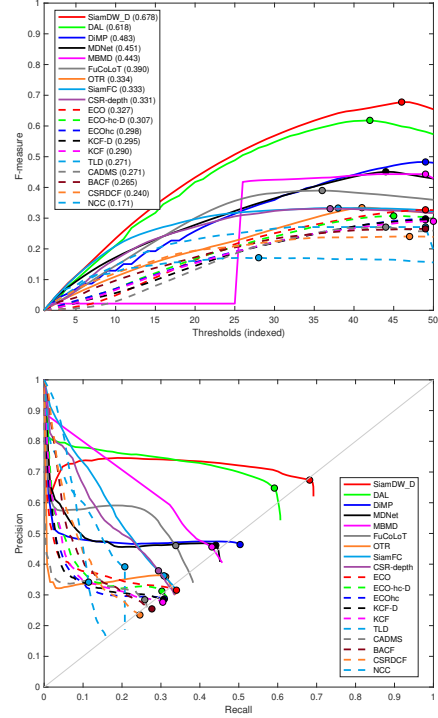 1
0.9
0.8
0.7
0.6
0.5
0.4
0.3
0.2
0.1
0
F-measure
SiamDW_D (0.678)
DAL (0.618)
DiMP (0.483)
MDNet (0.451)
MBMD (0.443)
FuCoLoT (0.390)
OTR (0.334)
SiamFC (0.333)
CSR-depth (0.331)
ECO (0.327)
ECO-hc-D (0.307)
ECOhc (0.298)
KCF-D (0.295)
KCF (0.290)
TLD (0.271)
CADMS (0.271)
BACF (0.265)
CSRDCF (0.240)
NCC (0.171)
5 10 15 20 25 30 35 40 45 50
Thresholds (indexed)
1
0.9
0.8
0.7
0.6
0.5
0.4
0.3
0.2
0.1
0
Precision
SiamDW_D
DAL
DiMP
MDNet
MBMD
FuCoLoT
OTR
SiamFC
CSR-depth
ECO
ECO-hc-D
ECOhc
KCF-D
KCF
TLD
CADMS
BACF
CSRDCF
NCC
0 0.1 0.2 0.3 0.4 0.5 0.6 0.7 0.8 0.9 1
Recall